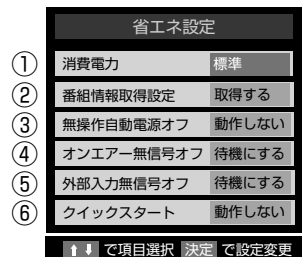 省エネ設定
① 消費電力 標準
② 番組情報取得設定 取得する
③ 無操作自動電源オフ 動作しない
④ オンエアー無信号オフ 待機にする
⑤ 外部入力無信号オフ 待機にする
⑥ クイックスタート 動作しない
⬆⬇で項目選択 決定 で設定変更